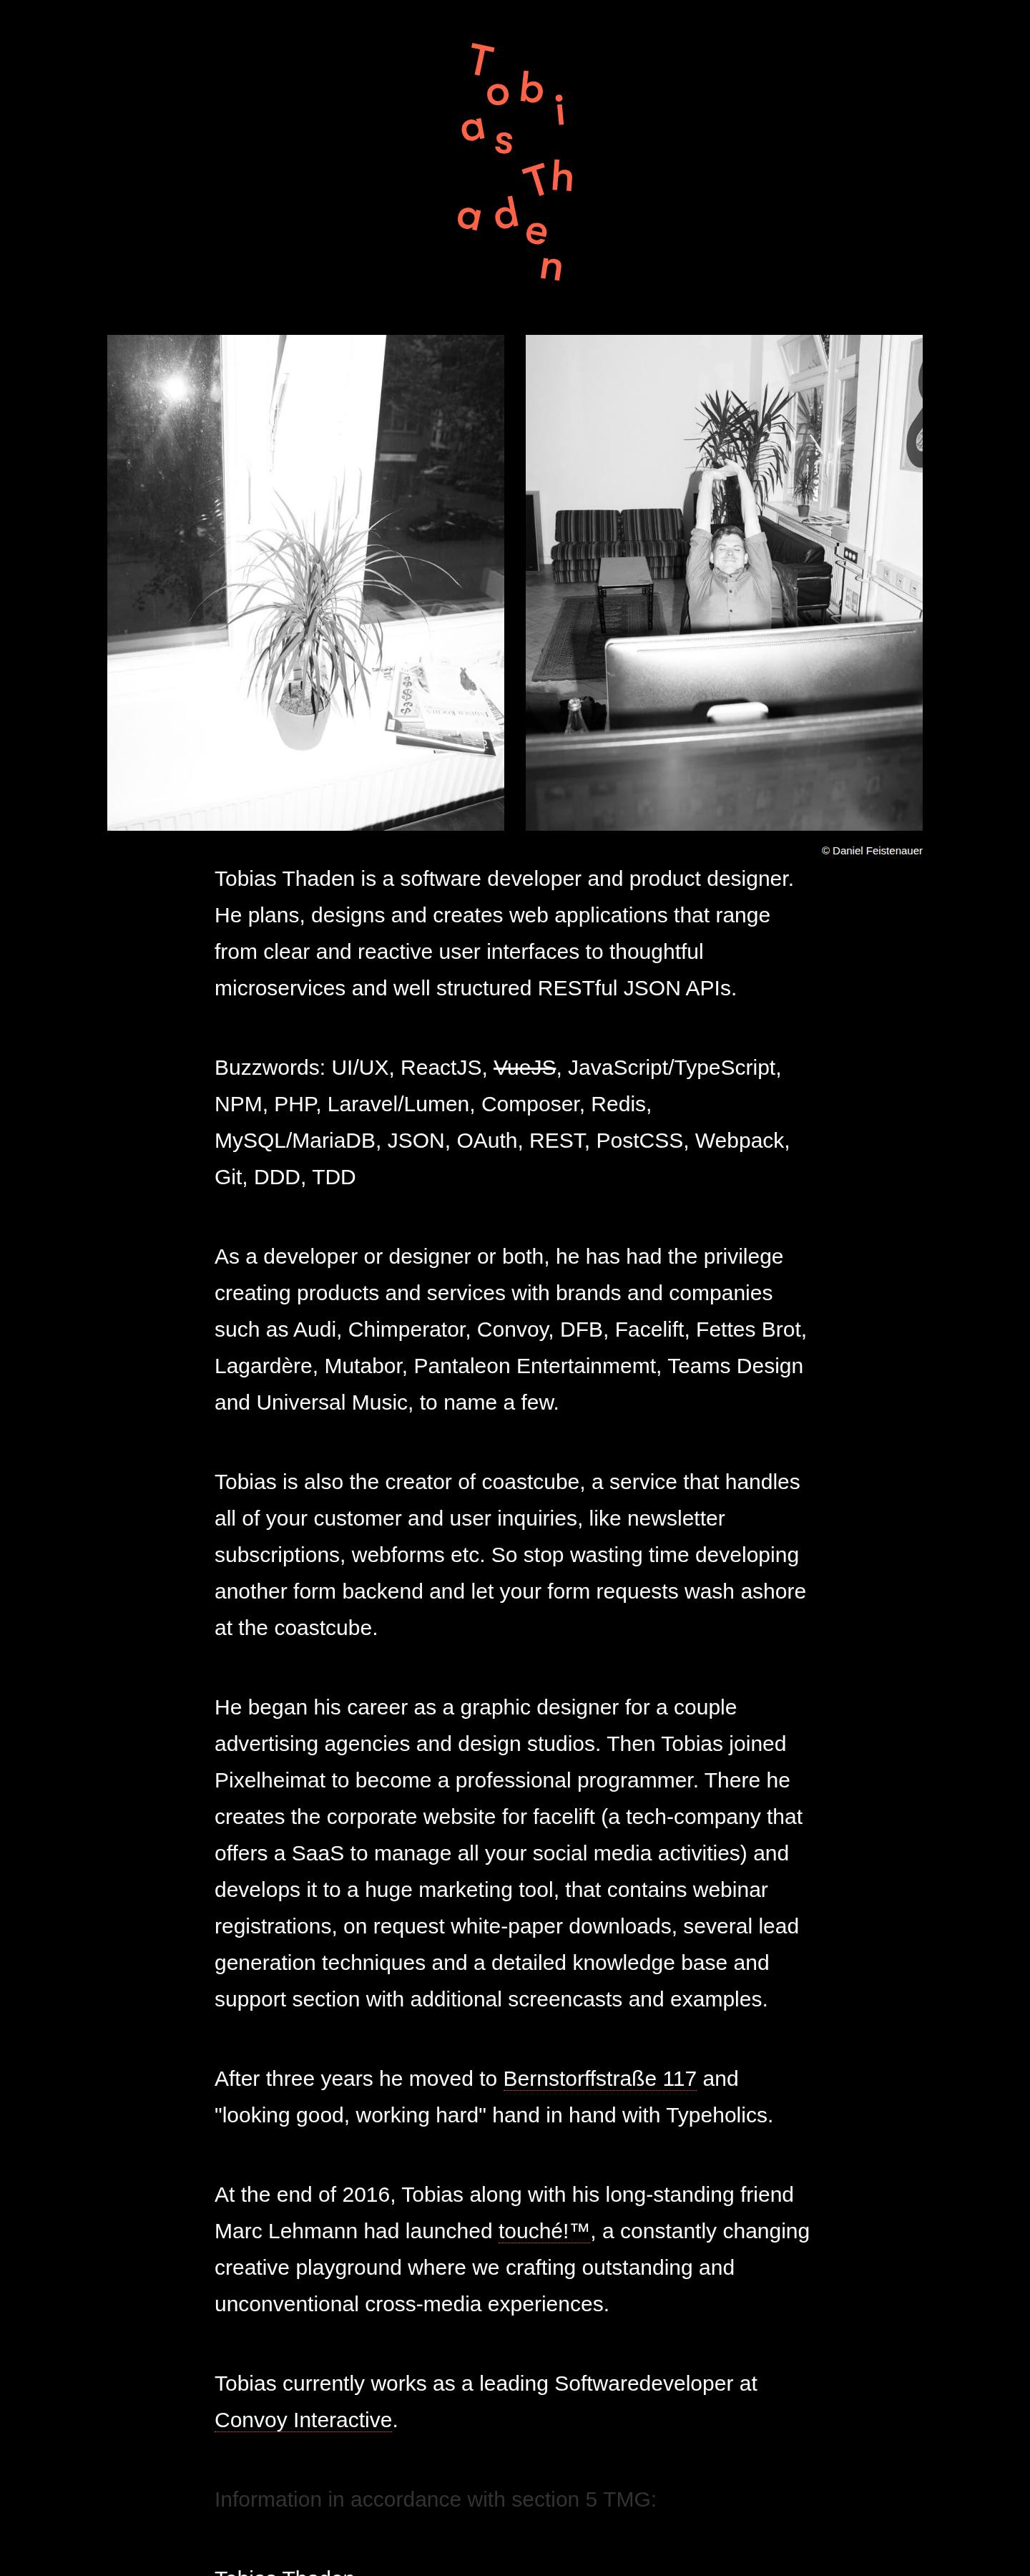 Tobi
as
Th
aden
© Daniel Feistenauer
Tobias Thaden is a software developer and product designer.
He plans, designs and creates web applications that range
from clear and reactive user interfaces to thoughtful
microservices and well structured RESTful JSON APIs.
Buzzwords: UI/UX, ReactJS, VueJS, JavaScript/TypeScript,
NPM, PHP, Laravel/Lumen, Composer, Redis,
MySQL/MariaDB, JSON, OAuth, REST, PostCSS, Webpack,
Git, DDD, TDD
As a developer or designer or both, he has had the privilege
creating products and services with brands and companies
such as Audi, Chimperator, Convoy, DFB, Facelift, Fettes Brot,
Lagardère, Mutabor, Pantaleon Entertainmemt, Teams Design
and Universal Music, to name a few.
Tobias is also the creator of coastcube, a service that handles
all of your customer and user inquiries, like newsletter
subscriptions, webforms etc. So stop wasting time developing
another form backend and let your form requests wash ashore
at the coastcube.
He began his career as a graphic designer for a couple
advertising agencies and design studios. Then Tobias joined
Pixelheimat to become a professional programmer. There he
creates the corporate website for facelift (a tech-company that
offers a SaaS to manage all your social media activities) and
develops it to a huge marketing tool, that contains webinar
registrations, on request white-paper downloads, several lead
generation techniques and a detailed knowledge base and
support section with additional screencasts and examples.
After three years he moved to Bernstorffstraße 117 and
"looking good, working hard" hand in hand with Typeholics.
At the end of 2016, Tobias along with his long-standing friend
Marc Lehmann had launched touché!™, a constantly changing
creative playground where we crafting outstanding and
unconventional cross-media experiences.
Tobias currently works as a leading Softwaredeveloper at
Convoy Interactive.
Information in accordance with section 5 TMG:
Tobias Thaden